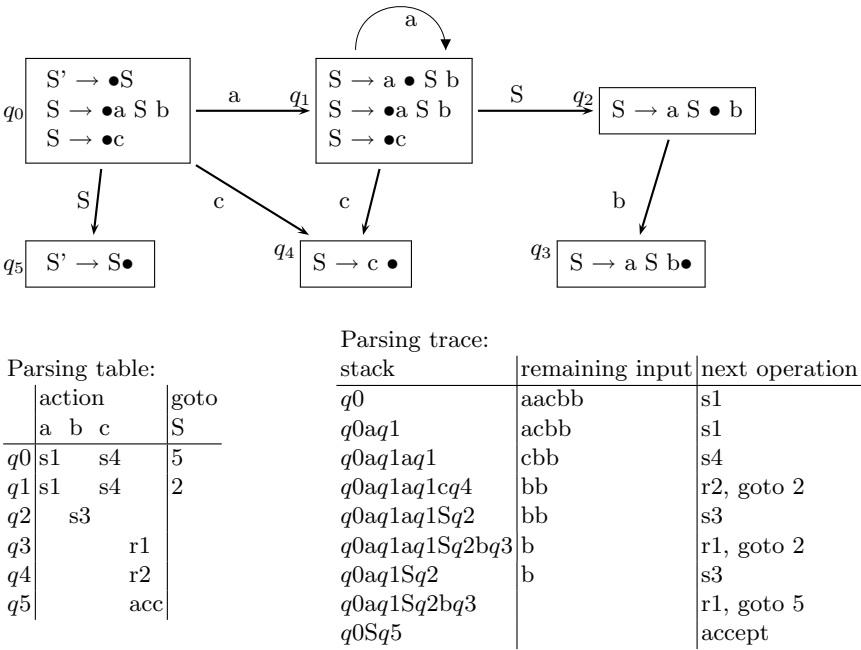 a
q0 S' → •S
S → •a S b
S → •c
a
q1 S → a • S b
S → •a S b
S → •c
S
q2 S → a S • b
S
c
c
b
q5 S' → S•
q4 S → c •
q3 S → a S b•
Parsing table:
action goto
a b c S
q0 s1 s4 5
q1 s1 s4 2
q2 s3
q3 r1
q4 r2
q5 acc
Parsing trace:
stack remaining input next operation
q0 aacbb s1
q0aq1 acbb s1
q0aq1aq1 cbb s4
q0aq1aq1cq4 bb r2, goto 2
q0aq1aq1Sq2 bb s3
q0aq1aq1Sq2bq3 b r1, goto 2
q0aq1Sq2 b s3
q0aq1Sq2bq3 r1, goto 5
q0Sq5 accept